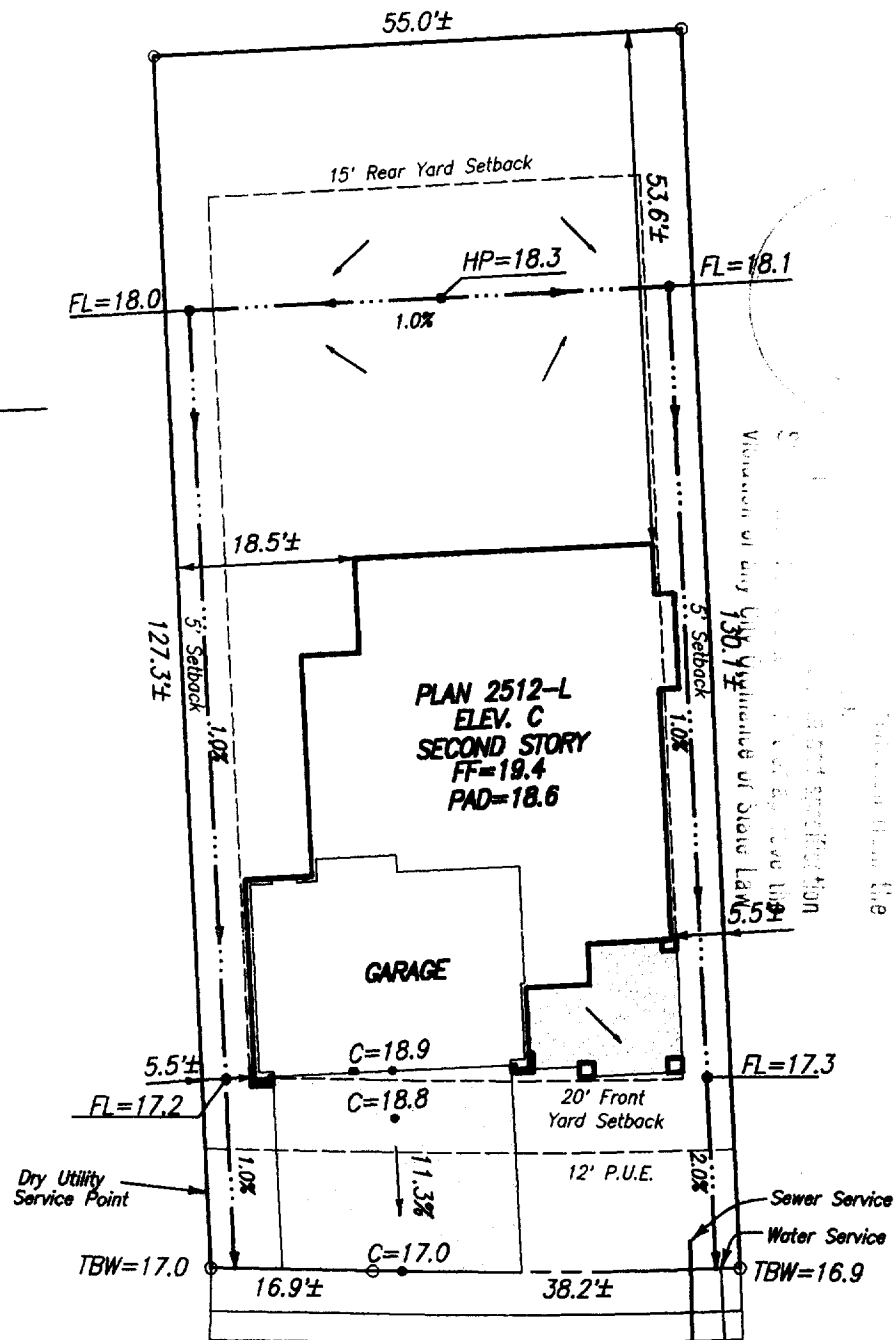 55.0'±
15' Rear Yard Setback
53.6'±
HP=18.3
FL=18.1
FL=18.0
1.0%
18.5'±
127.3'±
5' Setback
1.0%
PLAN 2512-L
ELEV. C
SECOND STORY
FF=19.4
PAD=18.6
5' Setback
130.1'±
1.0%
of State Law
5.5'±
GARAGE
C=18.9
5.5'±
FL=17.3
FL=17.2
C=18.8
20' Front
Yard Setback
1.0%
11.3%
12' P.U.E.
2.0%
Dry Utility
Service Point
Sewer Service
Water Service
TBW=17.0
C=17.0
TBW=16.9
16.9'±
38.2'±